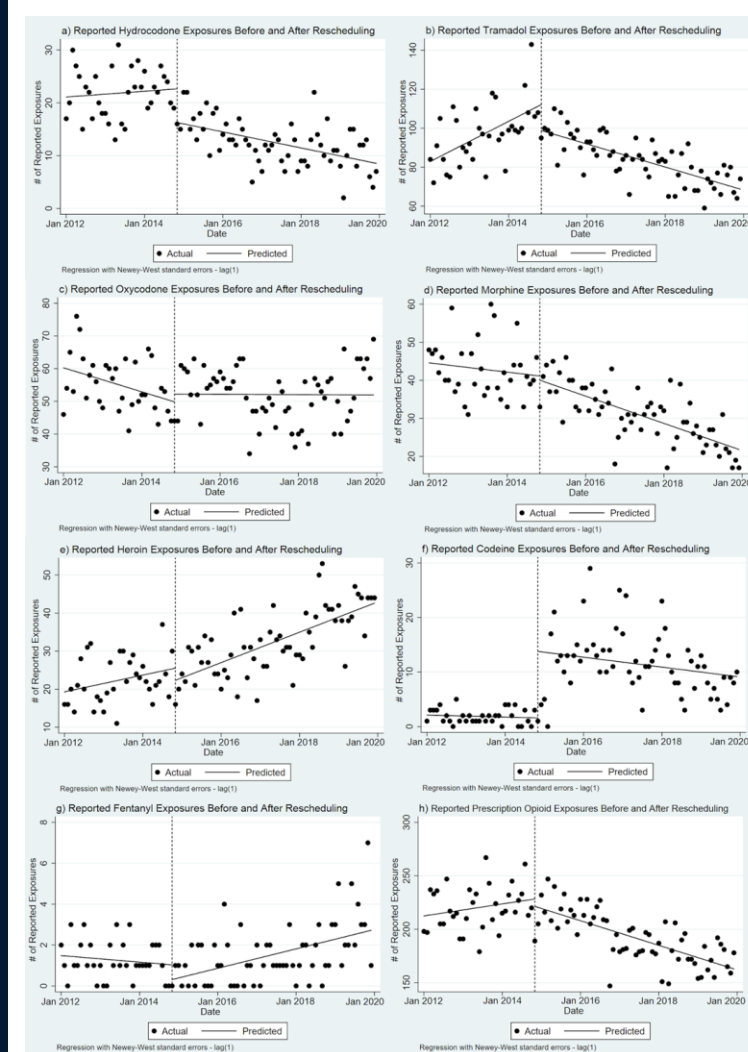 a) Reported Hydrocodone Exposures Before and After Rescheduling
# of Reported Exposures
30
20
10
0
Jan 2012 Jan 2014 Jan 2016 Jan 2018 Jan 2020
Date
Actual Predicted
Regression with Newey-West standard errors - lag(1)
b) Reported Tramadol Exposures Before and After Rescheduling
# of Reported Exposures
140
120
100
80
60
Jan 2012 Jan 2014 Jan 2016 Jan 2018 Jan 2020
Date
Actual Predicted
Regression with Newey-West standard errors - lag(1)
c) Reported Oxycodone Exposures Before and After Rescheduling
# of Reported Exposures
80
70
60
50
40
30
Jan 2012 Jan 2014 Jan 2016 Jan 2018 Jan 2020
Date
Actual Predicted
Regression with Newey-West standard errors - lag(1)
d) Reported Morphine Exposures Before and After Resceduling
# of Reported Exposures
60
50
40
30
20
Jan 2012 Jan 2014 Jan 2016 Jan 2018 Jan 2020
Date
Actual Predicted
Regression with Newey-West standard errors - lag(1)
e) Reported Heroin Exposures Before and After Rescheduling
# of Reported Exposures
50
40
30
20
10
Jan 2012 Jan 2014 Jan 2016 Jan 2018 Jan 2020
Date
Actual Predicted
Regression with Newey-West standard errors - lag(1)
f) Reported Codeine Exposures Before and After Rescheduling
# of Reported Exposures
30
20
10
0
Jan 2012 Jan 2014 Jan 2016 Jan 2018 Jan 2020
Date
Actual Predicted
Regression with Newey-West standard errors - lag(1)
g) Reported Fentanyl Exposures Before and After Rescheduling
# of Reported Exposures
8
6
4
2
0
Jan 2012 Jan 2014 Jan 2016 Jan 2018 Jan 2020
Date
Actual Predicted
Regression with Newey-West standard errors - lag(1)
h) Reported Prescription Opioid Exposures Before and After Rescheduling
# of Reported Exposures
300
250
200
150
Jan 2012 Jan 2014 Jan 2016 Jan 2018 Jan 2020
Date
Actual Predicted
Regression with Newey-West standard errors - lag(1)